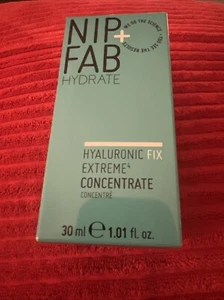 NIP+
FAB
HYDRATE
HYALURONIC FIX
EXTREME⁴
CONCENTRATE
CONCENTRÉ
30 ml ℮ 1.01 fl. oz.